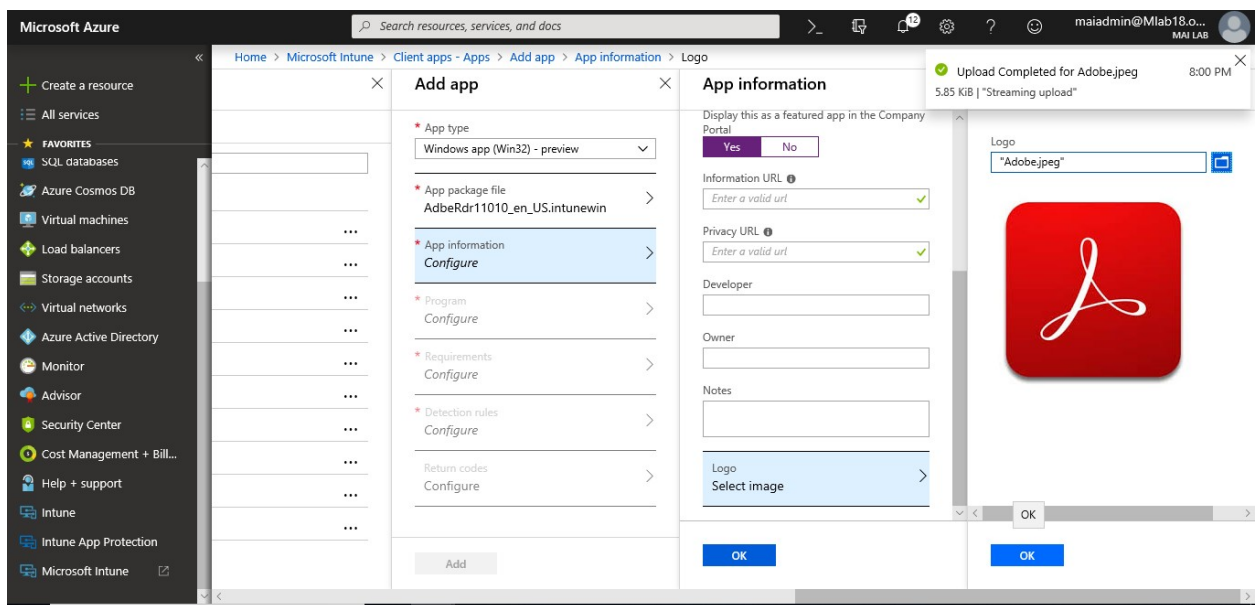 Microsoft Azure
Search resources, services, and docs
12
maiadmin@Mlab18.o...
MAI LAB
Home > Microsoft Intune > Client apps - Apps > Add app > App information > Logo
Upload Completed for Adobe.jpeg 8:00 PM
5.85 KiB | "Streaming upload"
Create a resource
All services
FAVORITES
SQL databases
Azure Cosmos DB
Virtual machines
Load balancers
Storage accounts
Virtual networks
Azure Active Directory
Monitor
Advisor
Security Center
Cost Management + Bill...
Help + support
Intune
Intune App Protection
Microsoft Intune
Add app
* App type
Windows app (Win32) - preview
* App package file
AdbeRdr11010_en_US.intunewin
* App information
Configure
* Program
Configure
* Requirements
Configure
* Detection rules
Configure
Return codes
Configure
Add
App information
Display this as a featured app in the Company
Portal
Yes No
Information URL
Enter a valid url
Privacy URL
Enter a valid url
Developer
Owner
Notes
Logo
Select image
OK
Logo
"Adobe.jpeg"
OK
OK